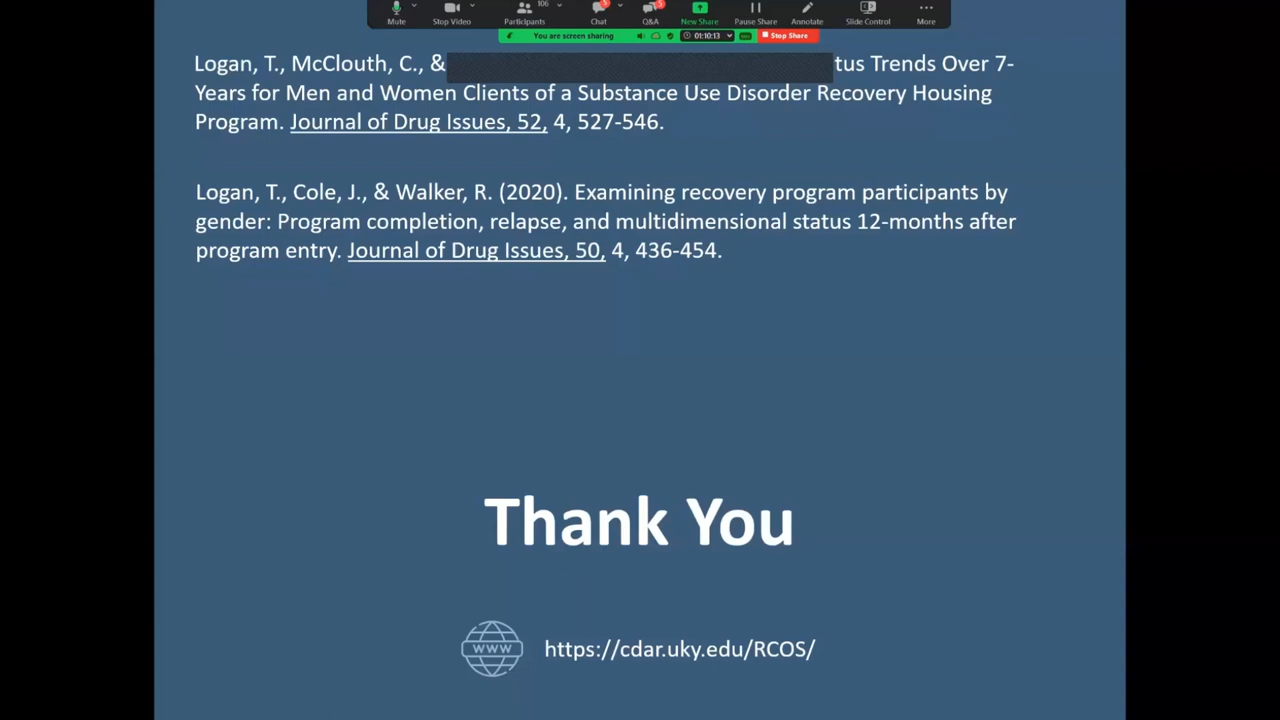 Mute
Stop Video
Participants
106
Chat
5
Q&A
5
New Share
Pause Share
Annotate
Slide Control
More
You are screen sharing
01:10:13
Stop Share
Logan, T., McClouth, C., & tus Trends Over 7-
Years for Men and Women Clients of a Substance Use Disorder Recovery Housing
Program. Journal of Drug Issues, 52, 4, 527-546.
Logan, T., Cole, J., & Walker, R. (2020). Examining recovery program participants by
gender: Program completion, relapse, and multidimensional status 12-months after
program entry. Journal of Drug Issues, 50, 4, 436-454.
Thank You
WWW
https://cdar.uky.edu/RCOS/